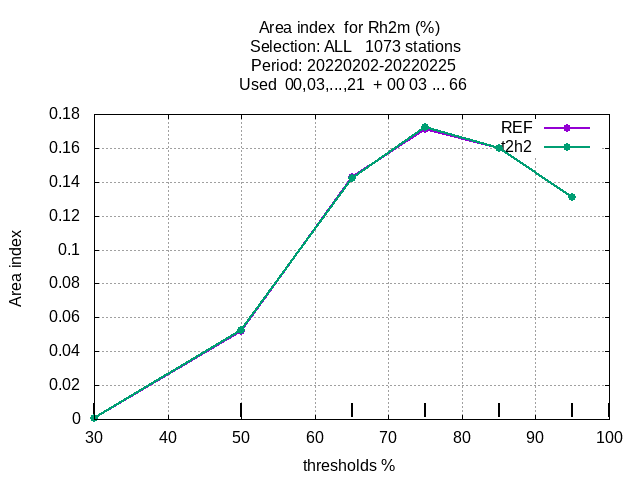 Area index  for Rh2m (%)
Selection: ALL   1073 stations
Period: 20220202-20220225
Used  00,03,...,21  + 00 03 ... 66
REF
t2h2
0.18
0.16
0.14
0.12
0.1
0.08
0.06
0.04
0.02
0
Area index
30 40 50 60 70 80 90 100
thresholds %